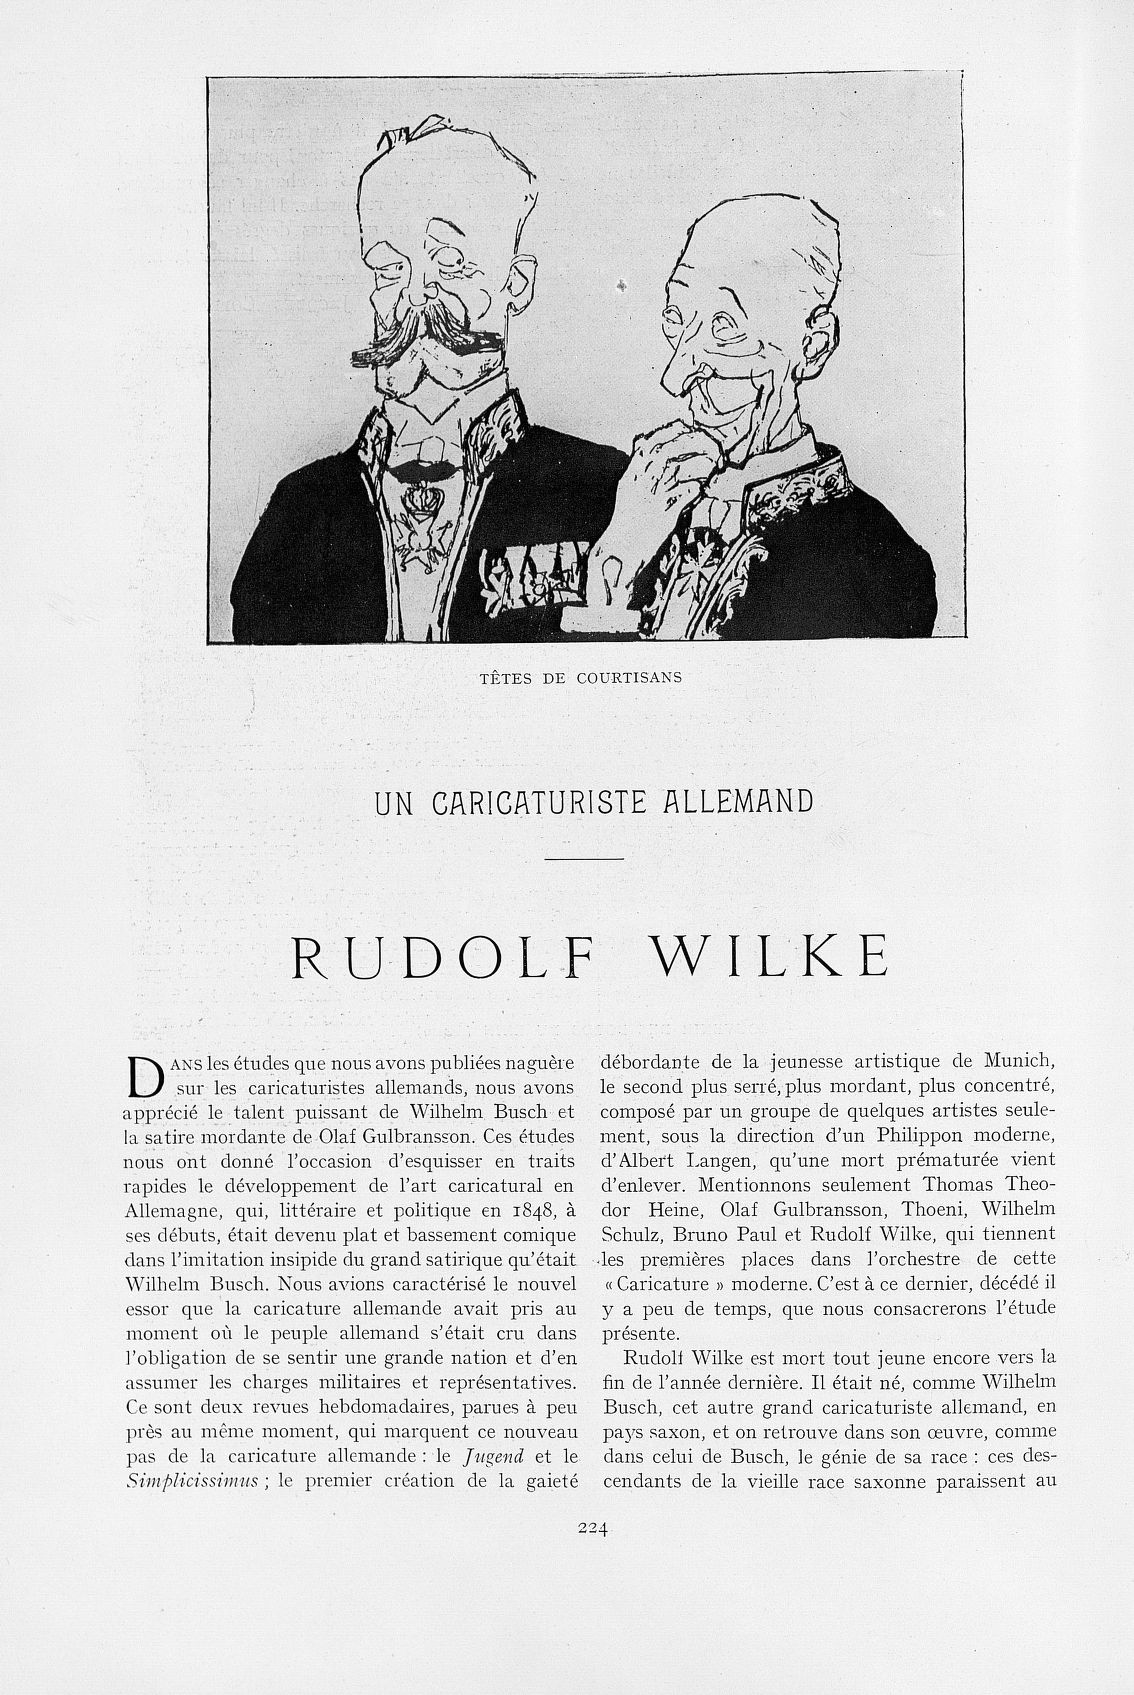 TÊTES DE COURTISANS
UN CARICATURISTE ALLEMAND
RUDOLF WILKE
DANS les études que nous avons publiées naguère
sur les caricaturistes allemands, nous avons
apprécié le talent puissant de Wilhelm Busch et
la satire mordante de Olaf Gulbransson. Ces études
nous ont donné l'occasion d'esquisser en traits
rapides le développement de l'art caricatural en
Allemagne, qui, littéraire et politique en 1848, à
ses débuts, était devenu plat et bassement comique
dans l'imitation insipide du grand satirique qu'était
Wilhelm Busch. Nous avions caractérisé le nouvel
essor que la caricature allemande avait pris au
moment où le peuple allemand s'était cru dans
l'obligation de se sentir une grande nation et d'en
assumer les charges militaires et représentatives.
Ce sont deux revues hebdomadaires, parues à peu
près au même moment, qui marquent ce nouveau
pas de la caricature allemande : le Jugend et le
Simplicissimus ; le premier création de la gaieté
débordante de la jeunesse artistique de Munich,
le second plus serré, plus mordant, plus concentré,
composé par un groupe de quelques artistes seule-
ment, sous la direction d'un Philippon moderne,
d'Albert Langen, qu'une mort prématurée vient
d'enlever. Mentionnons seulement Thomas Theo-
dor Heine, Olaf Gulbransson, Thoeni, Wilhelm
Schulz, Bruno Paul et Rudolf Wilke, qui tiennent
les premières places dans l'orchestre de cette
« Caricature » moderne. C'est à ce dernier, décédé il
y a peu de temps, que nous consacrerons l'étude
présente.
Rudolf Wilke est mort tout jeune encore vers la
fin de l'année dernière. Il était né, comme Wilhelm
Busch, cet autre grand caricaturiste allemand, en
pays saxon, et on retrouve dans son œuvre, comme
dans celui de Busch, le génie de sa race : ces des-
cendants de la vieille race saxonne paraissent au
224